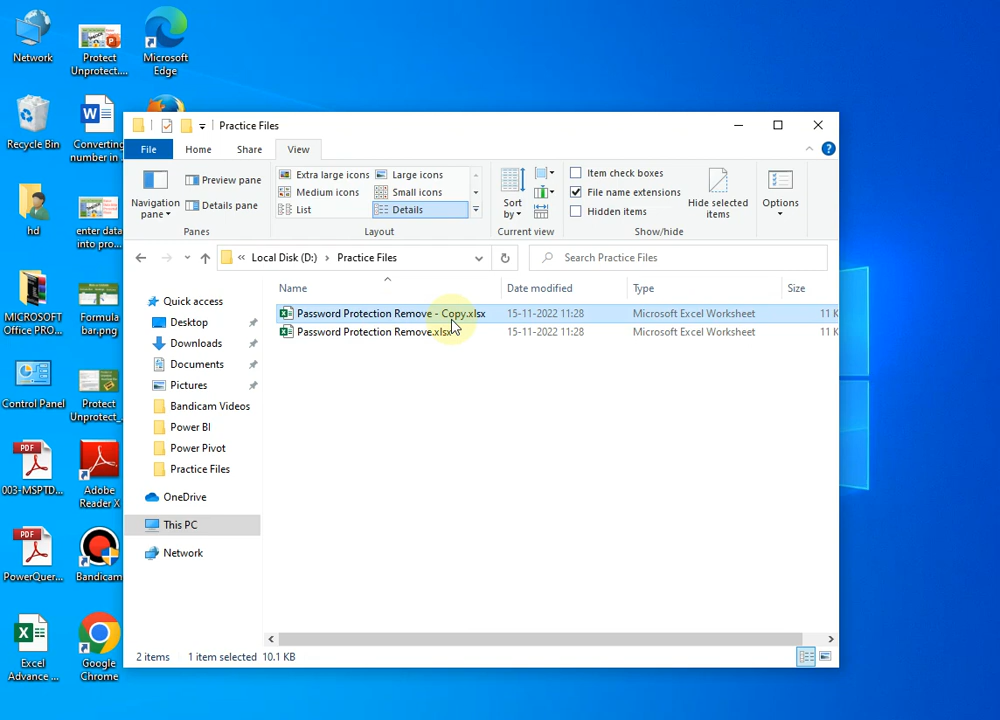 Network
Protect
Unprotect....
Microsoft
Edge
Recycle Bin
Converting
number in ...
hd
enter data
into pro...
MICROSOFT
Office PRO...
Formula
bar.png
Control Panel
Protect
Unprotect_...
003-MSPTD...
Adobe
Reader X
PowerQuer...
Bandicam
Excel
Advance ...
Google
Chrome
Practice Files
File
Home
Share
View
Navigation
pane
Preview pane
Details pane
Panes
Extra large icons
Large icons
Medium icons
Small icons
List
Details
Layout
Sort
by
Current view
Item check boxes
File name extensions
Hidden items
Hide selected
items
Show/hide
Options
« Local Disk (D:) › Practice Files
Search Practice Files
Name
Date modified
Type
Size
Password Protection Remove - Copy.xlsx 15-11-2022 11:28 Microsoft Excel Worksheet 11 K
Password Protection Remove.xlsx 15-11-2022 11:28 Microsoft Excel Worksheet 11 K
Quick access
Desktop
Downloads
Documents
Pictures
Bandicam Videos
Power BI
Power Pivot
Practice Files
OneDrive
This PC
Network
2 items 1 item selected 10.1 KB